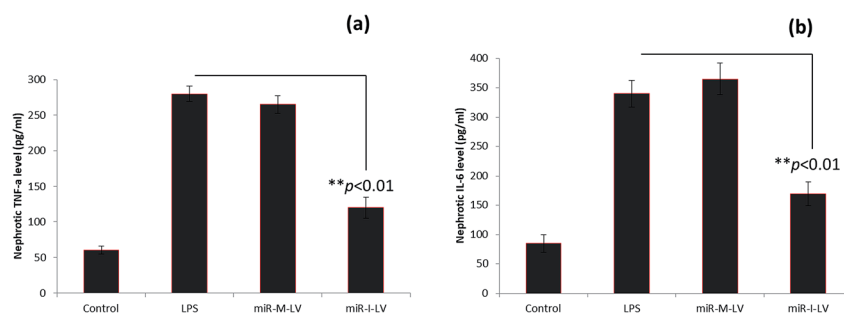 (a)
Nephrotic TNF-a level (pg/ml)
300
250
200
150
100
50
0
**p<0.01
Control LPS miR-M-LV miR-I-LV
(b)
Nephrotic IL-6 level (pg/ml)
400
350
300
250
200
150
100
50
0
**p<0.01
Control LPS miR-M-LV miR-I-LV